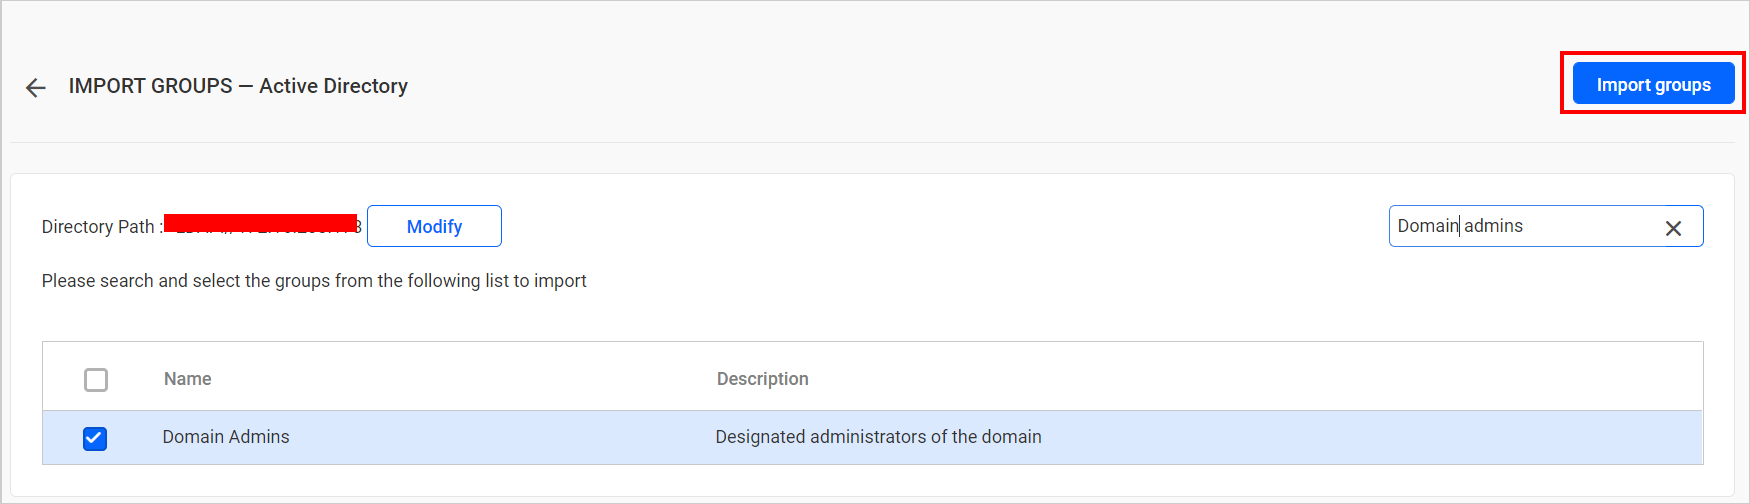 IMPORT GROUPS — Active Directory
Import groups
Directory Path :
Modify
Domain admins
Please search and select the groups from the following list to import
Name Description
Domain Admins Designated administrators of the domain